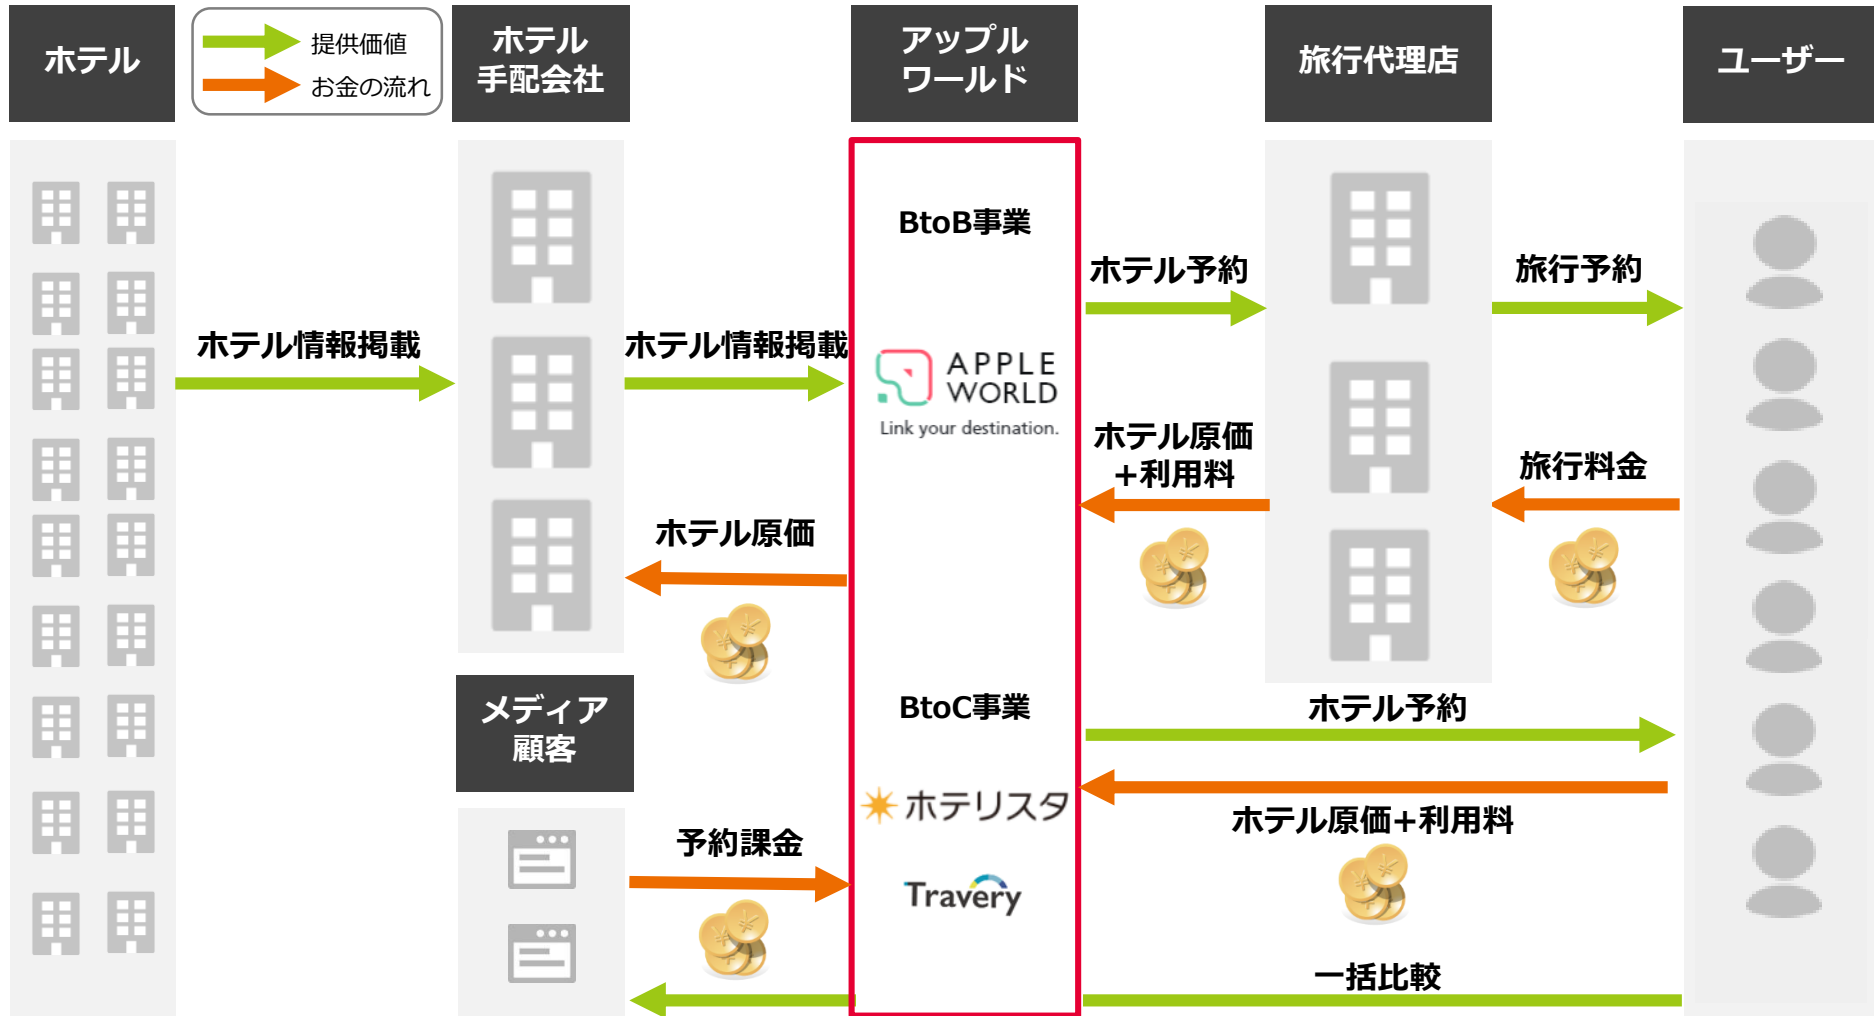 ホテル
提供価値
お金の流れ
ホテル
手配会社
アップル
ワールド
旅行代理店
ユーザー
BtoB事業
ホテル予約
旅行予約
ホテル情報掲載
ホテル情報掲載
APPLE
WORLD
Link your destination.
ホテル原価
+利用料
旅行料金
ホテル原価
メディア
顧客
BtoC事業
ホテル予約
ホテリスタ
ホテル原価+利用料
予約課金
Travery
一括比較